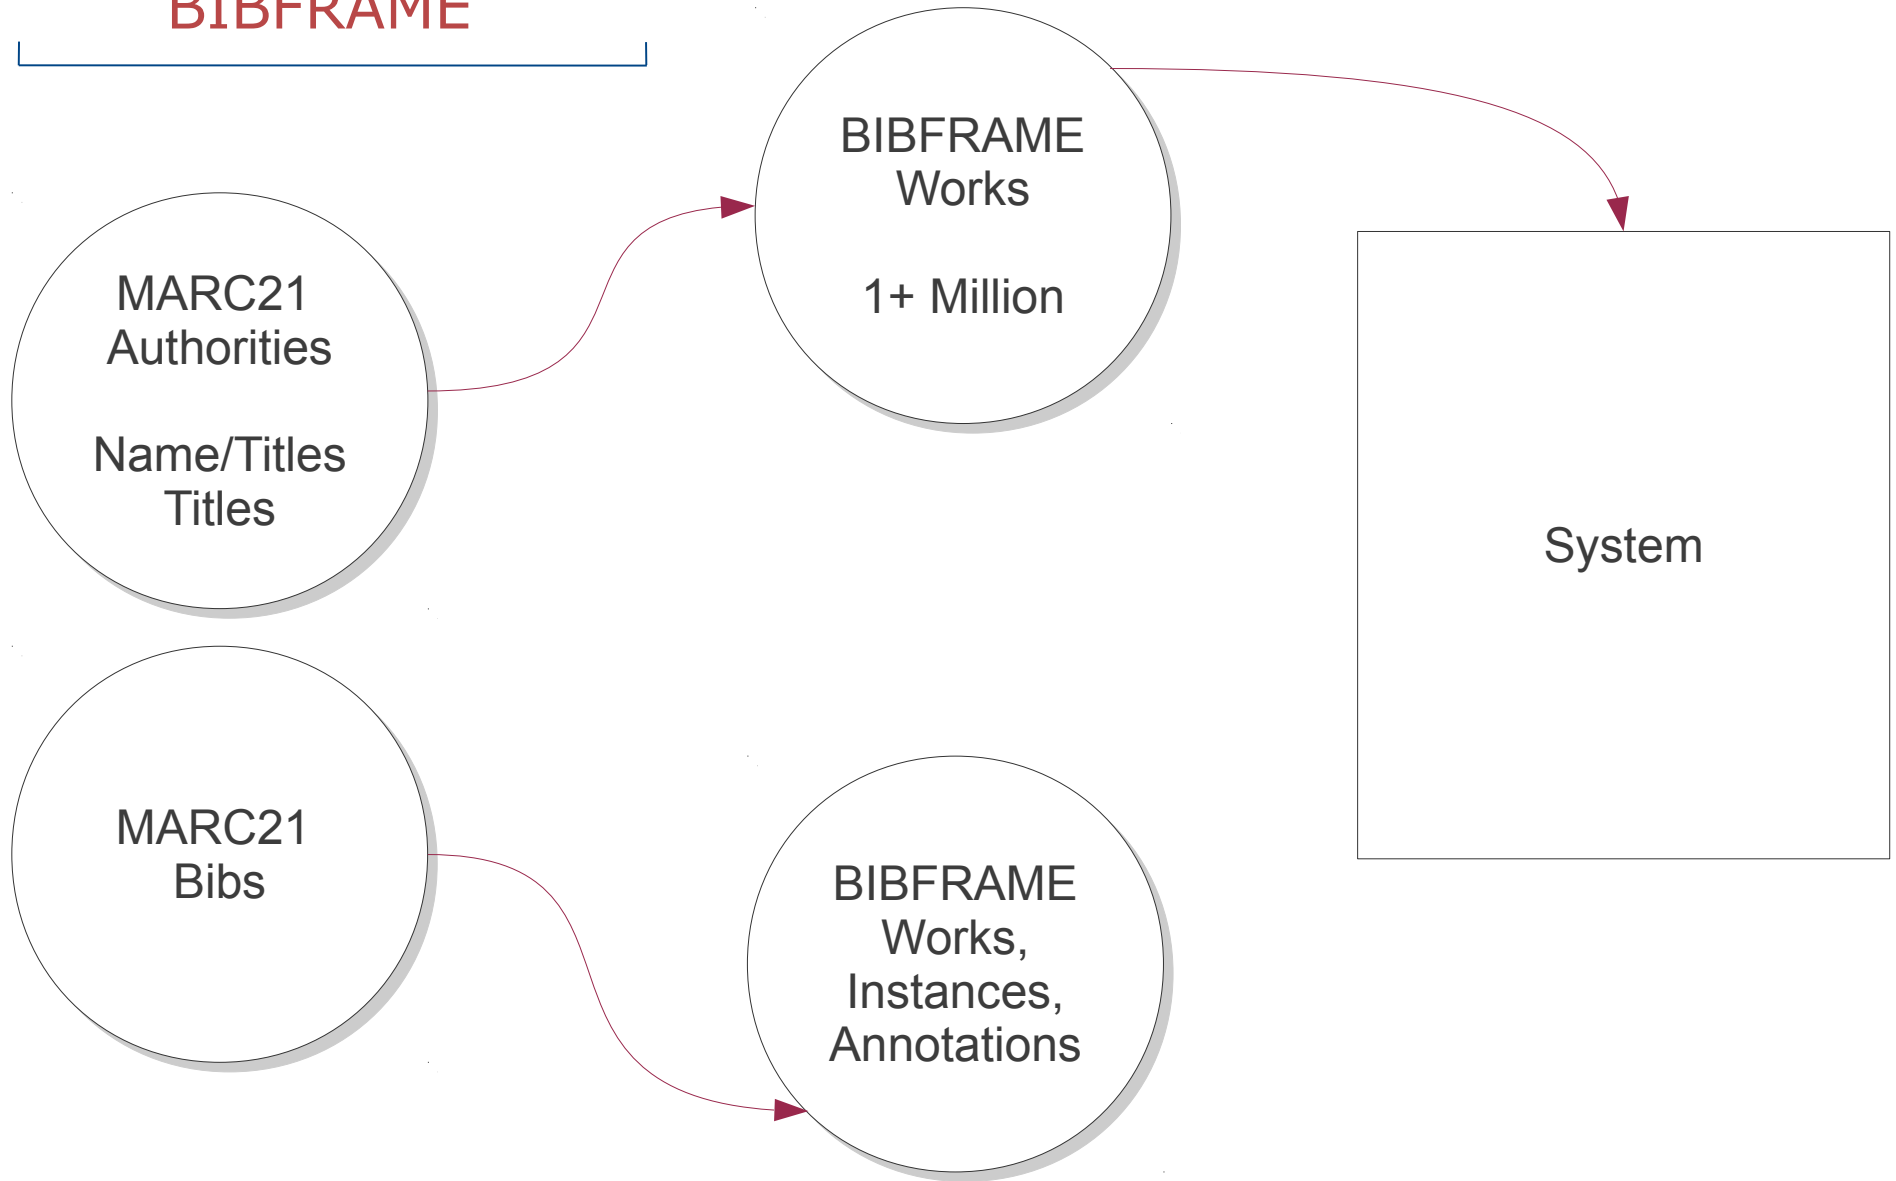 BIBFRAME
MARC21
Authorities
Name/Titles
Titles
BIBFRAME
Works
1+ Million
System
MARC21
Bibs
BIBFRAME
Works,
Instances,
Annotations